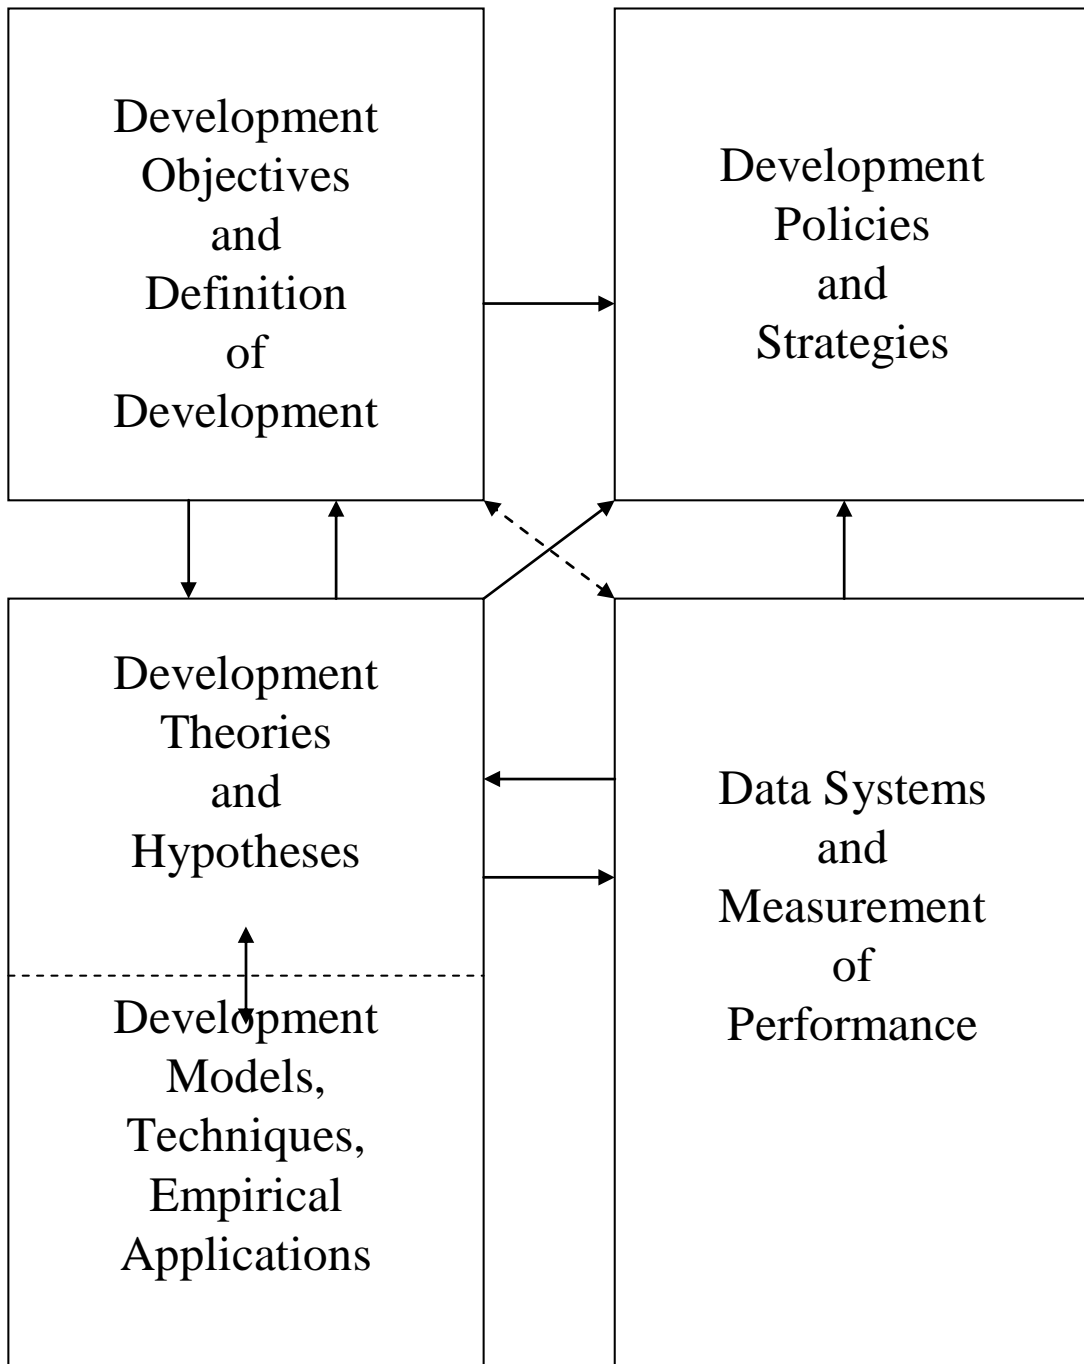 Development
Objectives
and
Definition
of
Development
Development
Policies
and
Strategies
Development
Theories
and
Hypotheses
Development
Models,
Techniques,
Empirical
Applications
Data Systems
and
Measurement
of
Performance